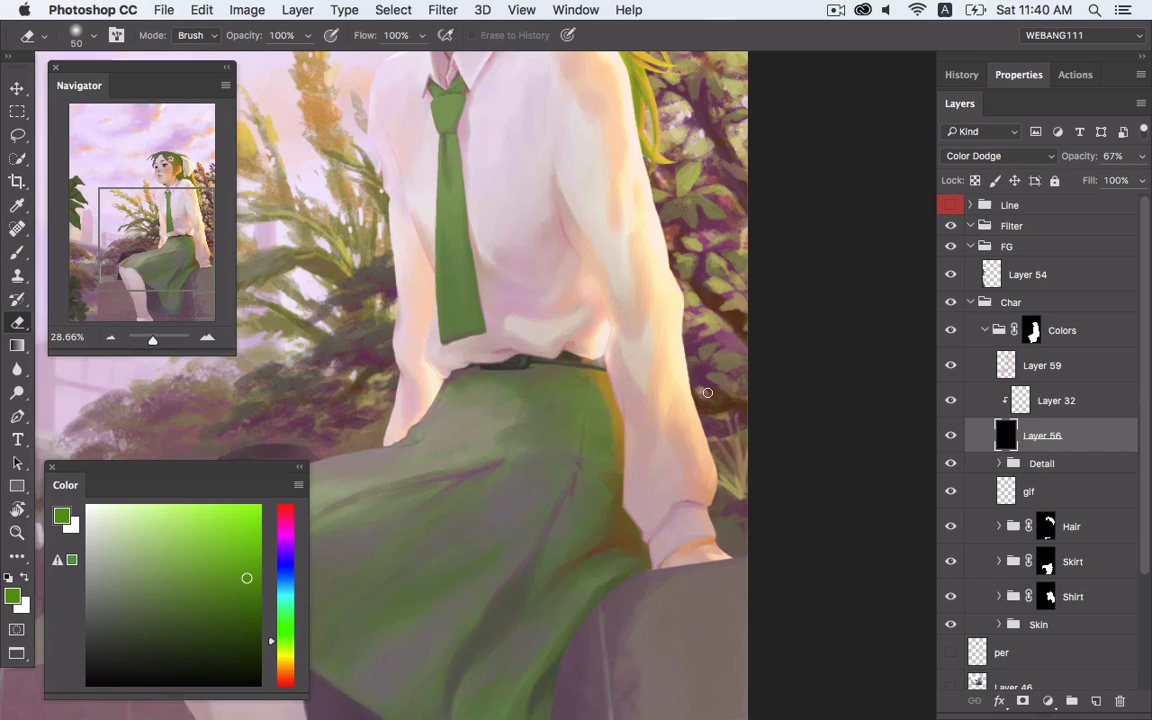 Photoshop CC File Edit Image Layer Type Select Filter 3D View Window Help A Sat 11:40 AM
50 Mode: Brush Opacity: 100% Flow: 100% Erase to History WEBANG111
Navigator
28.66%
Color
History Properties Actions
Layers
Kind
Color Dodge Opacity: 67%
Lock: Fill: 100%
LIne
Filter
FG
Layer 54
Char
Colors
Layer 59
Layer 32
Layer 56
Detail
gif
Hair
Skirt
Shirt
Skin
per
Layer 46
fx